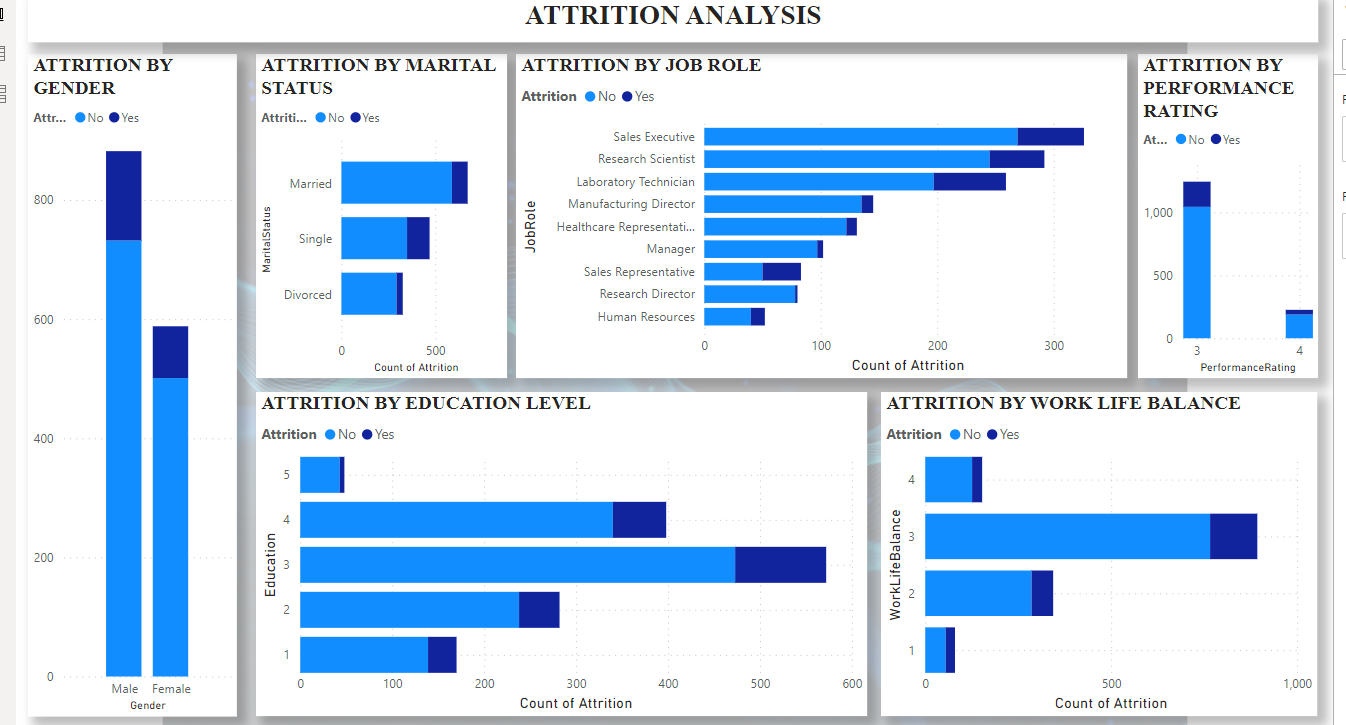 ATTRITION ANALYSIS
ATTRITION BY
GENDER
Attr... No Yes
800
600
400
200
0
Male Female
Gender
ATTRITION BY MARITAL
STATUS
Attriti... No Yes
MaritalStatus
Married
Single
Divorced
0 500
Count of Attrition
ATTRITION BY JOB ROLE
Attrition No Yes
JobRole
Sales Executive
Research Scientist
Laboratory Technician
Manufacturing Director
Healthcare Representati...
Manager
Sales Representative
Research Director
Human Resources
0 100 200 300
Count of Attrition
ATTRITION BY
PERFORMANCE
RATING
At... No Yes
1,000
500
0
3 4
PerformanceRating
ATTRITION BY EDUCATION LEVEL
Attrition No Yes
Education
5
4
3
2
1
0 100 200 300 400 500 600
Count of Attrition
ATTRITION BY WORK LIFE BALANCE
Attrition No Yes
WorkLifeBalance
4
3
2
1
0 500 1,000
Count of Attrition